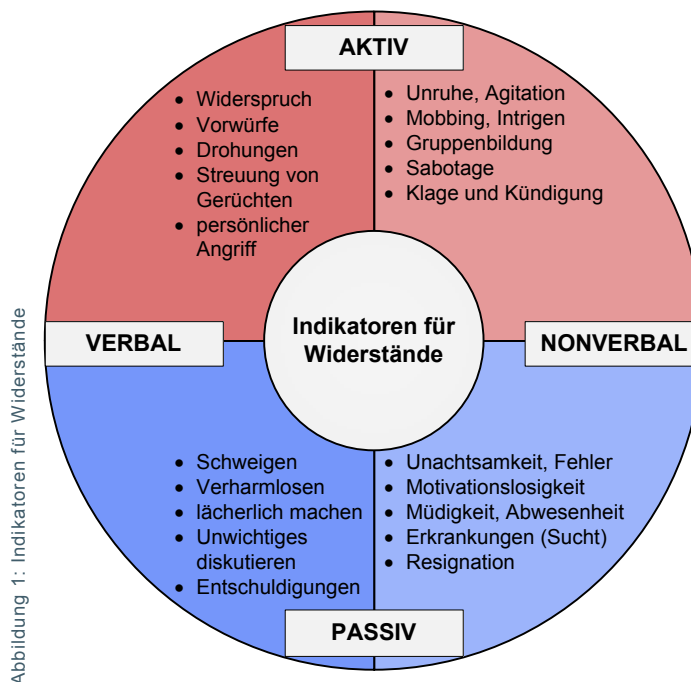 AKTIV
• Widerspruch
• Vorwürfe
• Drohungen
• Streuung von
Gerüchten
• persönlicher
Angriff
• Unruhe, Agitation
• Mobbing, Intrigen
• Gruppenbildung
• Sabotage
• Klage und Kündigung
VERBAL
Indikatoren für
Widerstände
NONVERBAL
• Schweigen
• Verharmlosen
• lächerlich machen
• Unwichtiges
diskutieren
• Entschuldigungen
• Unachtsamkeit, Fehler
• Motivationslosigkeit
• Müdigkeit, Abwesenheit
• Erkrankungen (Sucht)
• Resignation
PASSIV
Abbildung 1: Indikatoren für Widerstände